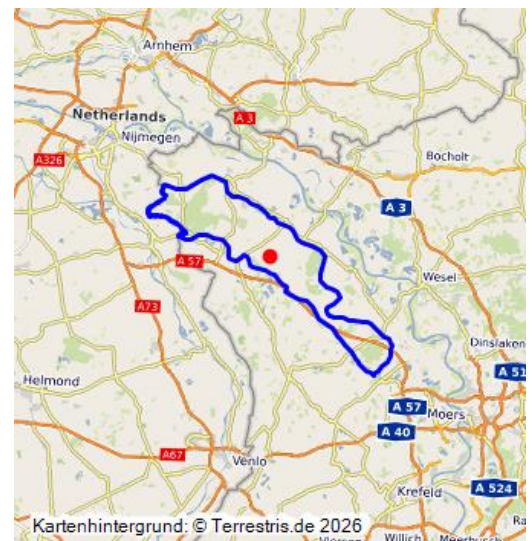 Arnhem
A 3
Netherlands
Nijmegen
A326
Bocholt
A 3
A 57
Wesel
A73
Dinslaken
Helmond
A 57
Moers
A 40
A67
Venlo
Krefeld
A 524
Willich
Kartenhintergrund: © Terrestris.de 2026